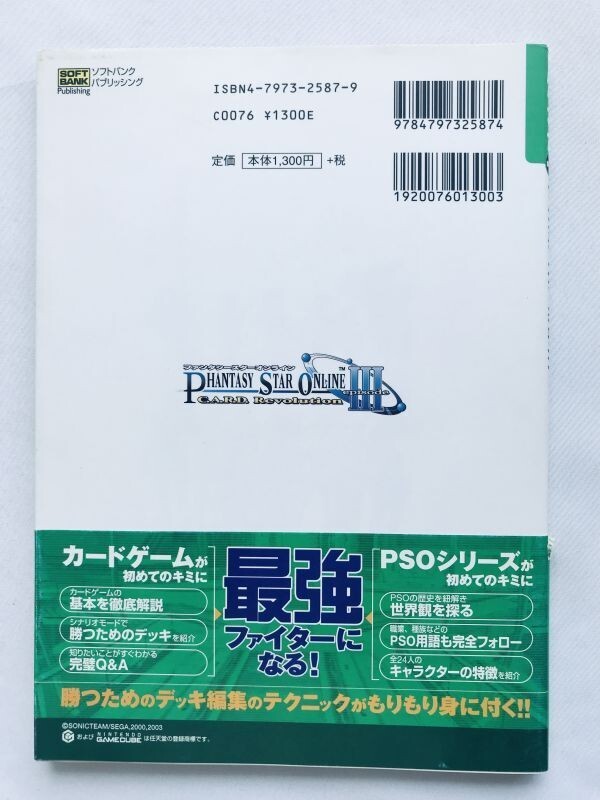 SOFT
BANK
Publishing
ソフトバンク
パブリッシング
ISBN4-7973-2587-9
C0076 ¥1300E
定価 本体1,300円 +税
9784797325874
1920076013003
ファンタシースターオンライン
PHANTASY STAR ONLINE III
episode
C.A.R.D. Revolution
TM
カードゲームが
初めてのキミに
カードゲームの
基本を徹底解説
シナリオモードで
勝つためのデッキを紹介
知りたいことがすぐわかる
完璧Q&A
最強
ファイターに
なる!
PSOシリーズが
初めてのキミに
PSOの歴史を紐解き
世界観を探る
職業、種族などの
PSO用語も完全フォロー
全24人の
キャラクターの特徴を紹介
勝つためのデッキ編集のテクニックがもりもり身に付く!!
©SONICTEAM/SEGA,2000,2003
および NINTENDO GAMECUBE は任天堂の登録商標です。